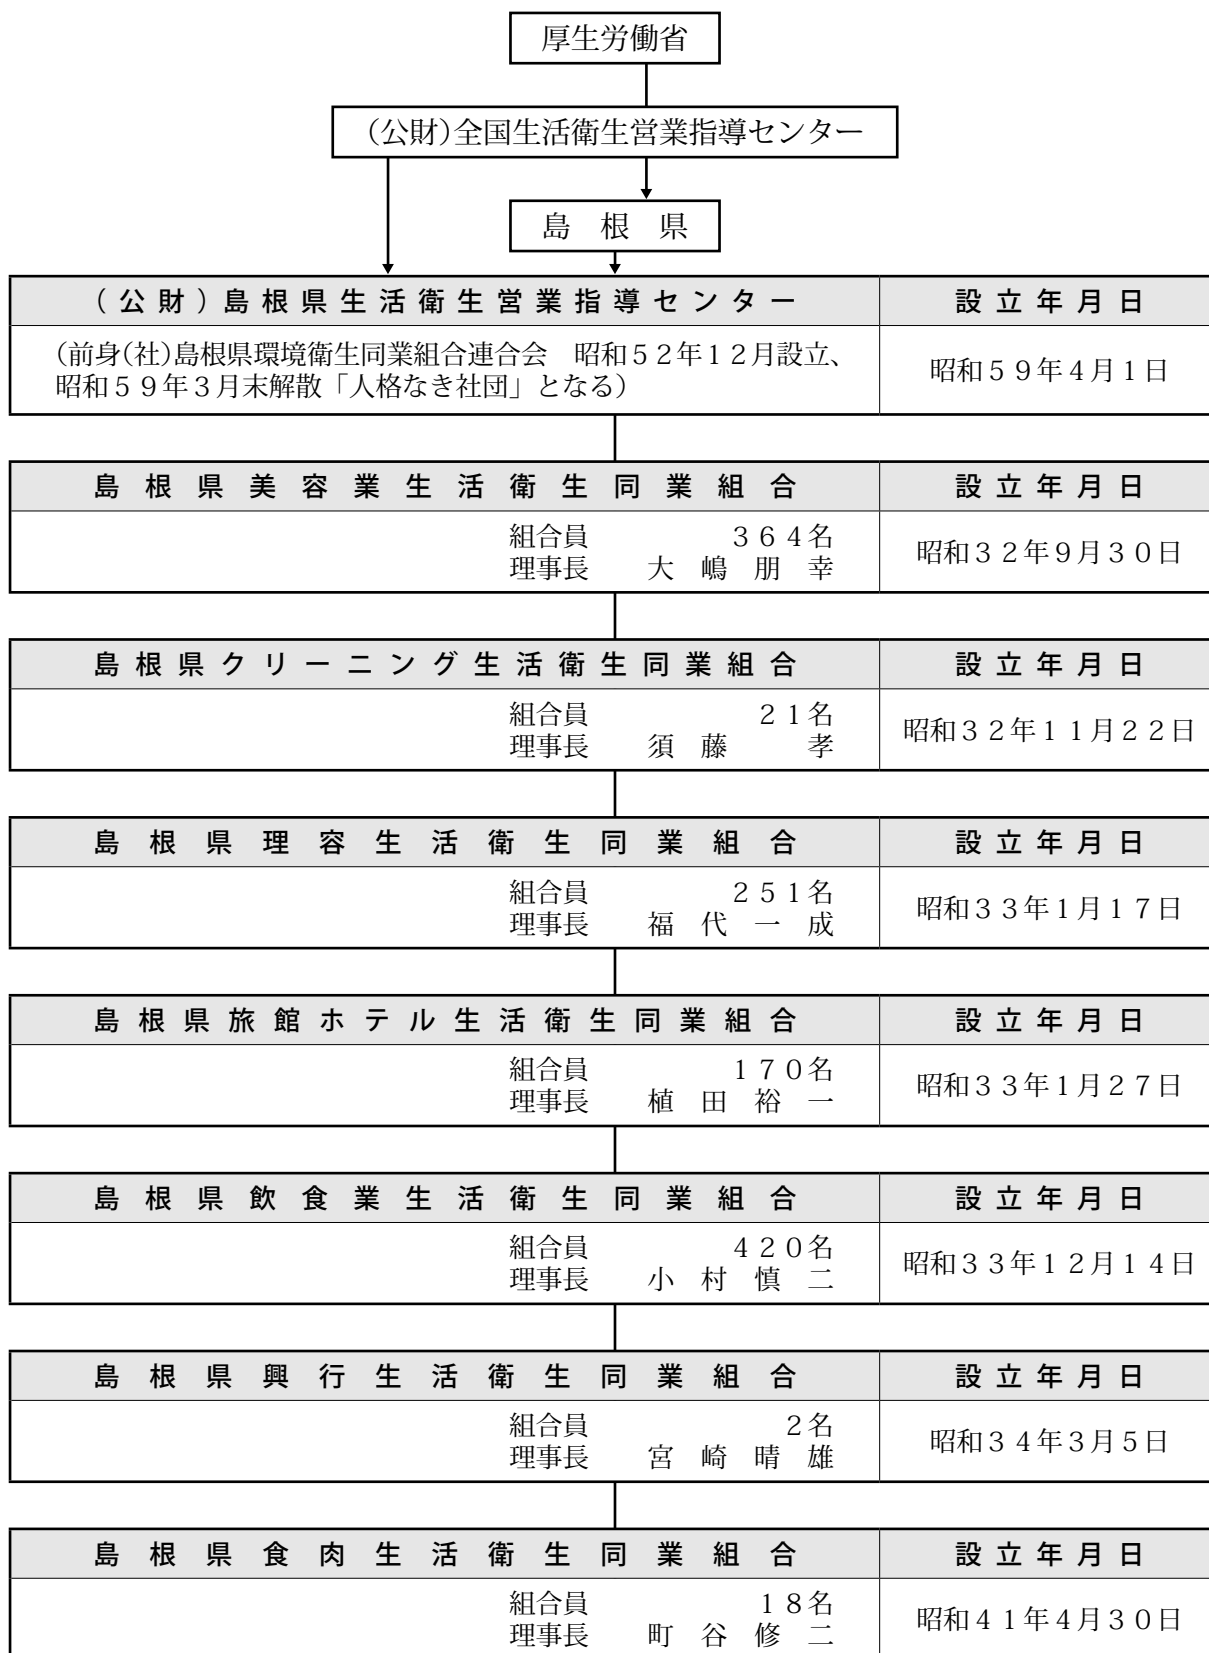 厚生労働省
(公財)全国生活衛生営業指導センター
島根県
(公財)島根県生活衛生営業指導センター 設立年月日
(前身(社)島根県環境衛生同業組合連合会　昭和52年12月設立、
昭和59年3月末解散「人格なき社団」となる)
昭和59年4月1日
島根県美容業生活衛生同業組合 設立年月日
組合員 364名
理事長 大嶋朋幸
昭和32年9月30日
島根県クリーニング生活衛生同業組合 設立年月日
組合員 21名
理事長 須藤　孝
昭和32年11月22日
島根県理容生活衛生同業組合 設立年月日
組合員 251名
理事長 福代一成
昭和33年1月17日
島根県旅館ホテル生活衛生同業組合 設立年月日
組合員 170名
理事長 植田裕一
昭和33年1月27日
島根県飲食業生活衛生同業組合 設立年月日
組合員 420名
理事長 小村慎二
昭和33年12月14日
島根県興行生活衛生同業組合 設立年月日
組合員 2名
理事長 宮崎晴雄
昭和34年3月5日
島根県食肉生活衛生同業組合 設立年月日
組合員 18名
理事長 町谷修二
昭和41年4月30日